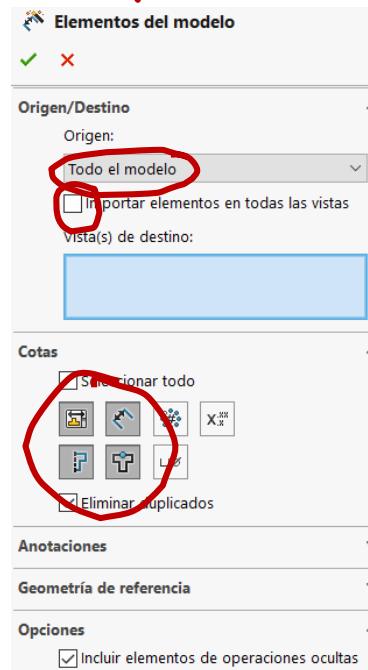 Elementos del modelo
Origen/Destino
Origen:
Todo el modelo
Importar elementos en todas las vistas
Vista(s) de destino:
Cotas
Seleccionar todo
x.xx
x
Eliminar duplicados
Anotaciones
Geometría de referencia
Opciones
Incluir elementos de operaciones ocultas